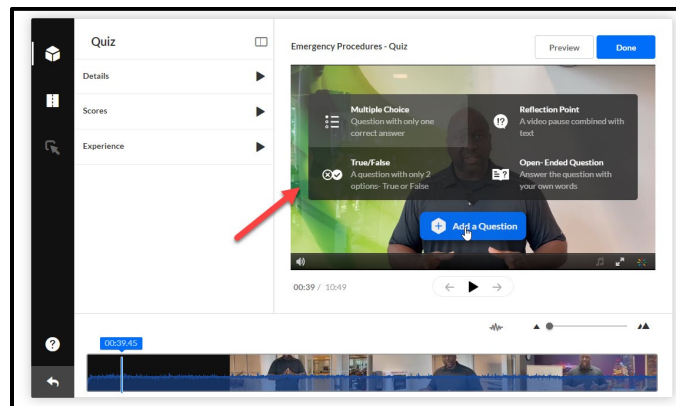 Quiz
Details
Scores
Experience
Emergency Procedures - Quiz
Preview
Done
Multiple Choice
Question with only one
correct answer
Reflection Point
A video pause combined with
text
True/False
A question with only 2
options- True or False
Open- Ended Question
Answer the question with
your own words
Add a Question
00:39 / 10:49
00:39.45